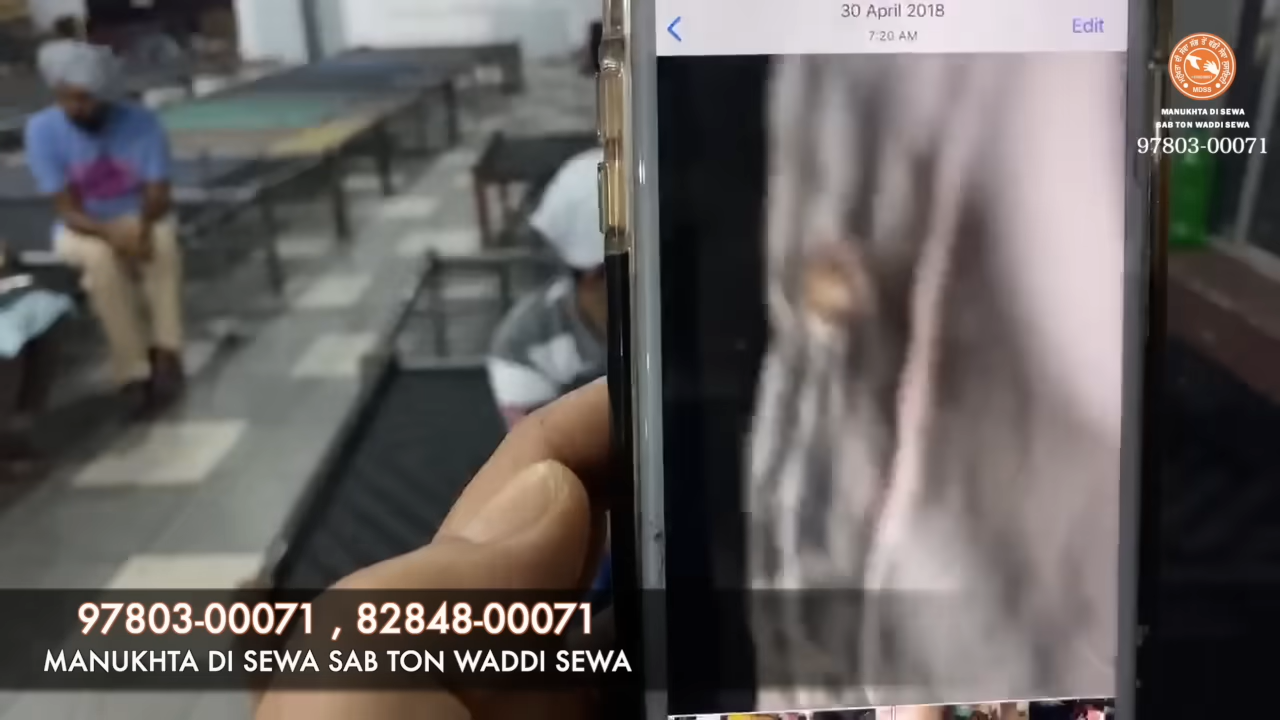 30 April 2018
7:20 AM
Edit
MDSS
MANUKHTA DI SEWA
SAB TON WADDI SEWA
97803-00071
97803-00071 , 82848-00071
MANUKHTA DI SEWA SAB TON WADDI SEWA